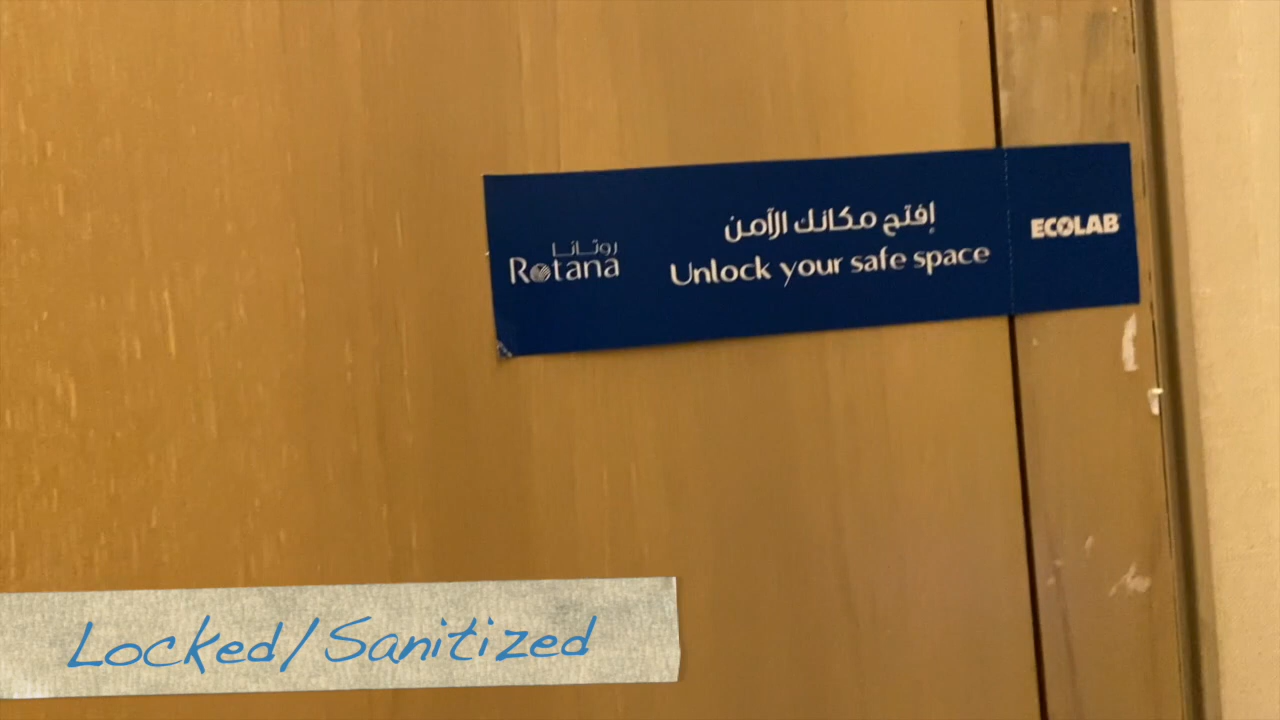 روتانا
Rotana
إفتح مكانك الآمن
Unlock your safe space
ECOLAB
Locked/Sanitized